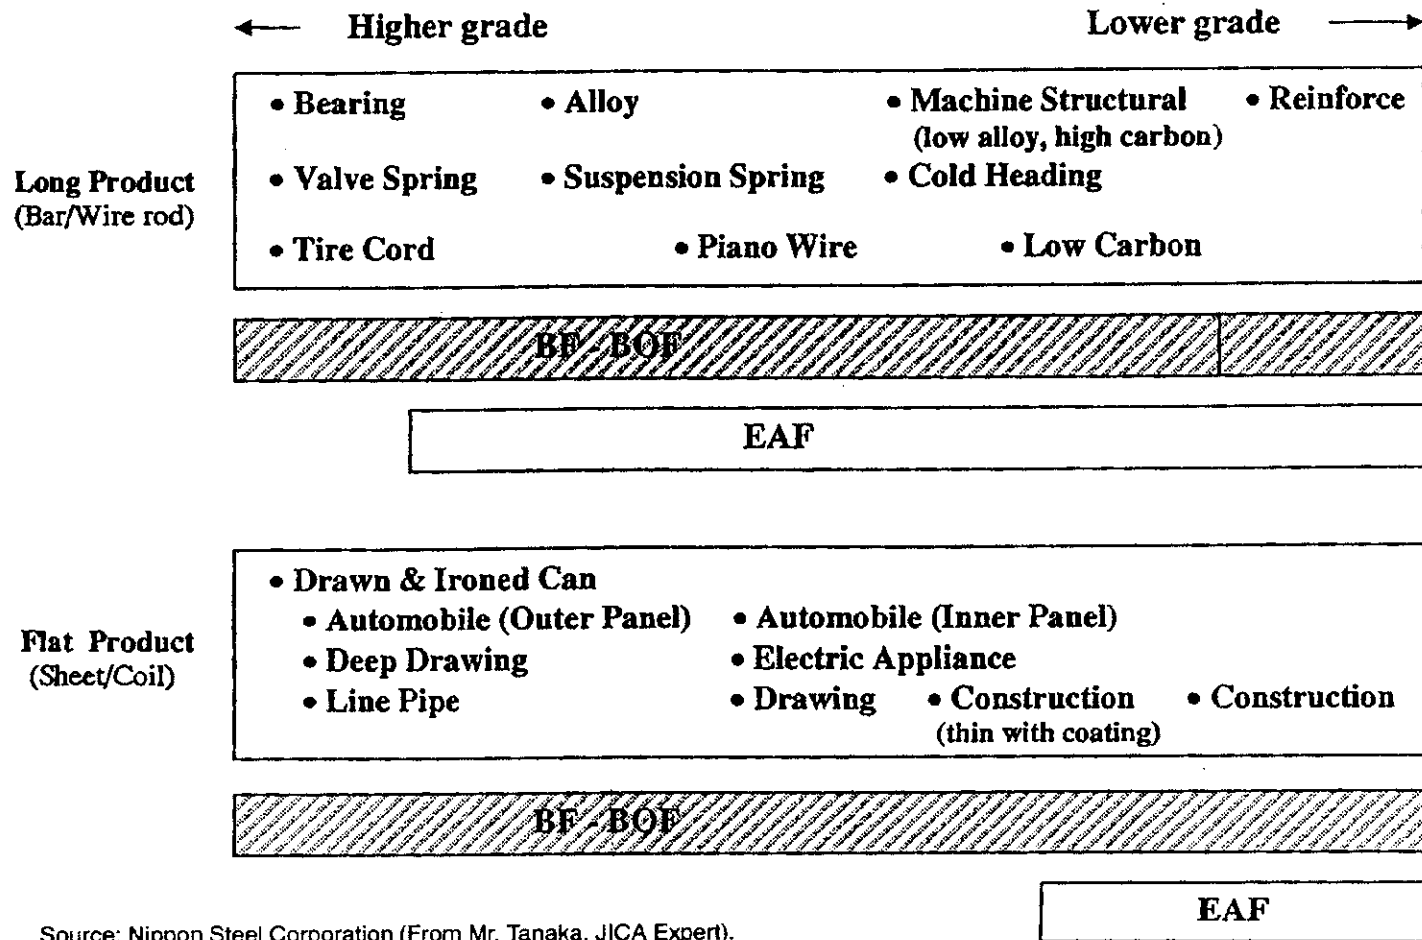 Higher grade
Lower grade
• Bearing • Alloy • Machine Structural • Reinforce
(low alloy, high carbon)
Long Product
(Bar/Wire rod)
• Valve Spring • Suspension Spring • Cold Heading
• Tire Cord • Piano Wire • Low Carbon
BF - BOF
EAF
• Drawn & Ironed Can
• Automobile (Outer Panel) • Automobile (Inner Panel)
Flat Product
(Sheet/Coil)
• Deep Drawing • Electric Appliance
• Line Pipe • Drawing • Construction • Construction
(thin with coating)
BF - BOF
EAF
Source: Nippon Steel Corporation (From Mr. Tanaka, JICA Expert).